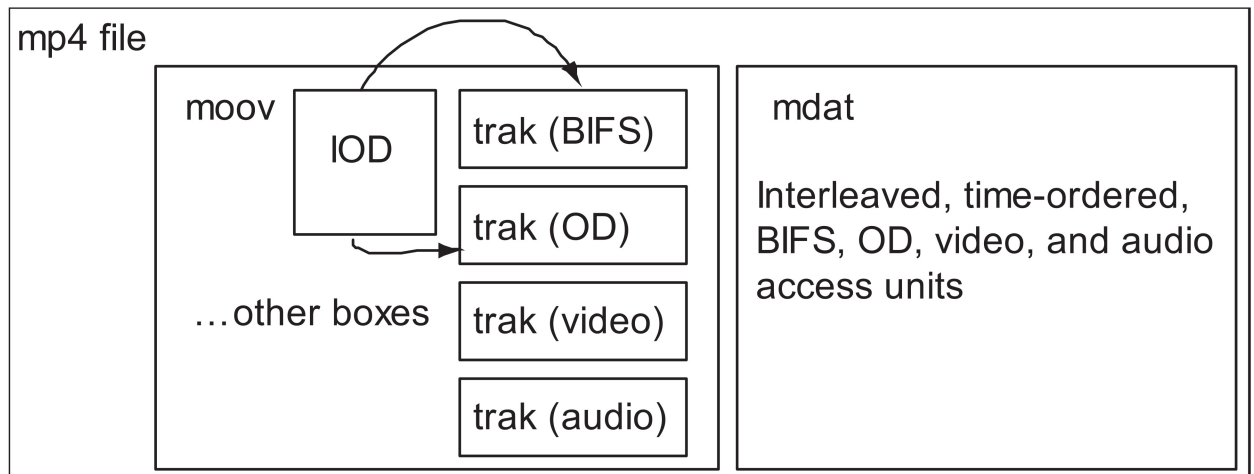 mp4 file
moov
IOD
trak (BIFS)
trak (OD)
…other boxes
trak (video)
trak (audio)
mdat
Interleaved, time-ordered,
BIFS, OD, video, and audio
access units